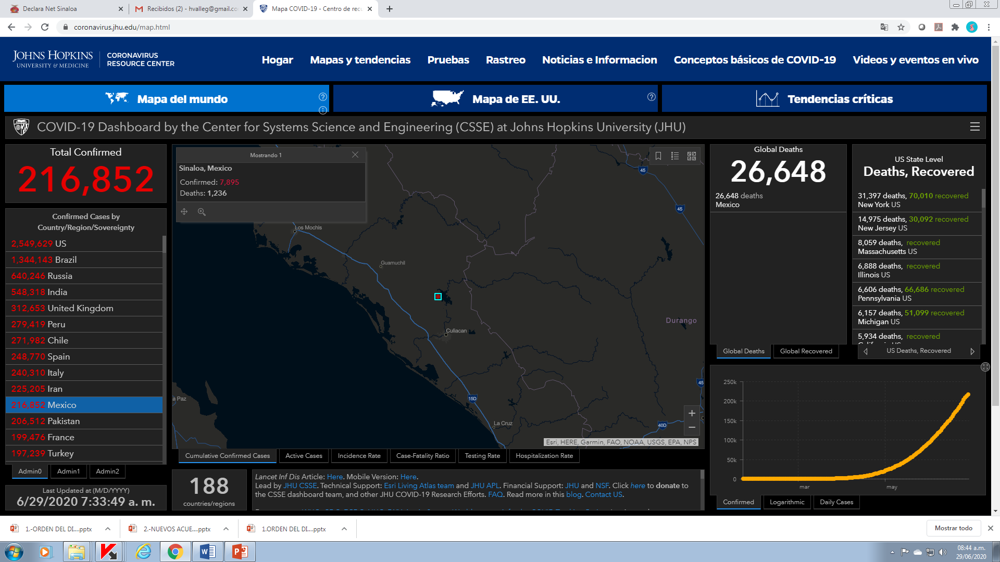 Declara Net Sinaloa
Recibidos (2) - hvalleg@gmail.co
Mapa COVID-19 - Centro de recu
coronavirus.jhu.edu/map.html
JOHNS HOPKINS
UNIVERSITY & MEDICINE
CORONAVIRUS
RESOURCE CENTER
Hogar
Mapas y tendencias
Pruebas
Rastreo
Noticias e Informacion
Conceptos básicos de COVID-19
Videos y eventos en vivo
Mapa del mundo
Mapa de EE. UU.
Tendencias críticas
COVID-19 Dashboard by the Center for Systems Science and Engineering (CSSE) at Johns Hopkins University (JHU)
Total Confirmed
216,852
Confirmed Cases by
Country/Region/Sovereignty
2,549,629 US
1,344,143 Brazil
640,246 Russia
548,318 India
312,653 United Kingdom
279,419 Peru
271,982 Chile
248,770 Spain
240,310 Italy
225,205 Iran
216,852 Mexico
206,512 Pakistan
199,476 France
197,239 Turkey
Admin0
Admin1
Admin2
Last Updated at (M/D/YYYY)
6/29/2020 7:33:49 a. m.
Mostrando 1
Sinaloa, Mexico
Confirmed: 7,895
Deaths: 1,236
Los Mochis
Guamuchil
Culiacan
Durango
a Paz
La Cruz
45
45
45
15D
40D
Esri, HERE, Garmin, FAO, NOAA, USGS, EPA, NPS
Cumulative Confirmed Cases
Active Cases
Incidence Rate
Case-Fatality Ratio
Testing Rate
Hospitalization Rate
188
countries/regions
Lancet Inf Dis Article: Here. Mobile Version: Here.
Lead by JHU CSSE. Technical Support: Esri Living Atlas team and JHU APL. Financial Support: JHU and NSF. Click here to donate to
the CSSE dashboard team, and other JHU COVID-19 Research Efforts. FAQ. Read more in this blog. Contact US.
Global Deaths
26,648
26,648 deaths
Mexico
Global Deaths
Global Recovered
US State Level
Deaths, Recovered
31,397 deaths, 70,010 recovered
New York US
14,975 deaths, 30,092 recovered
New Jersey US
8,059 deaths, recovered
Massachusetts US
6,888 deaths, recovered
Illinois US
6,606 deaths, 66,686 recovered
Pennsylvania US
6,157 deaths, 51,099 recovered
Michigan US
5,934 deaths, recovered
US Deaths, Recovered
250k
200k
150k
100k
50k
0
mar
may
Confirmed
Logarithmic
Daily Cases
1.-ORDEN DEL DI....pptx
2.-NUEVOS ACUE....pptx
1.ORDEN DEL DI....pptx
Mostrar todo
08:44 a.m.
29/06/2020